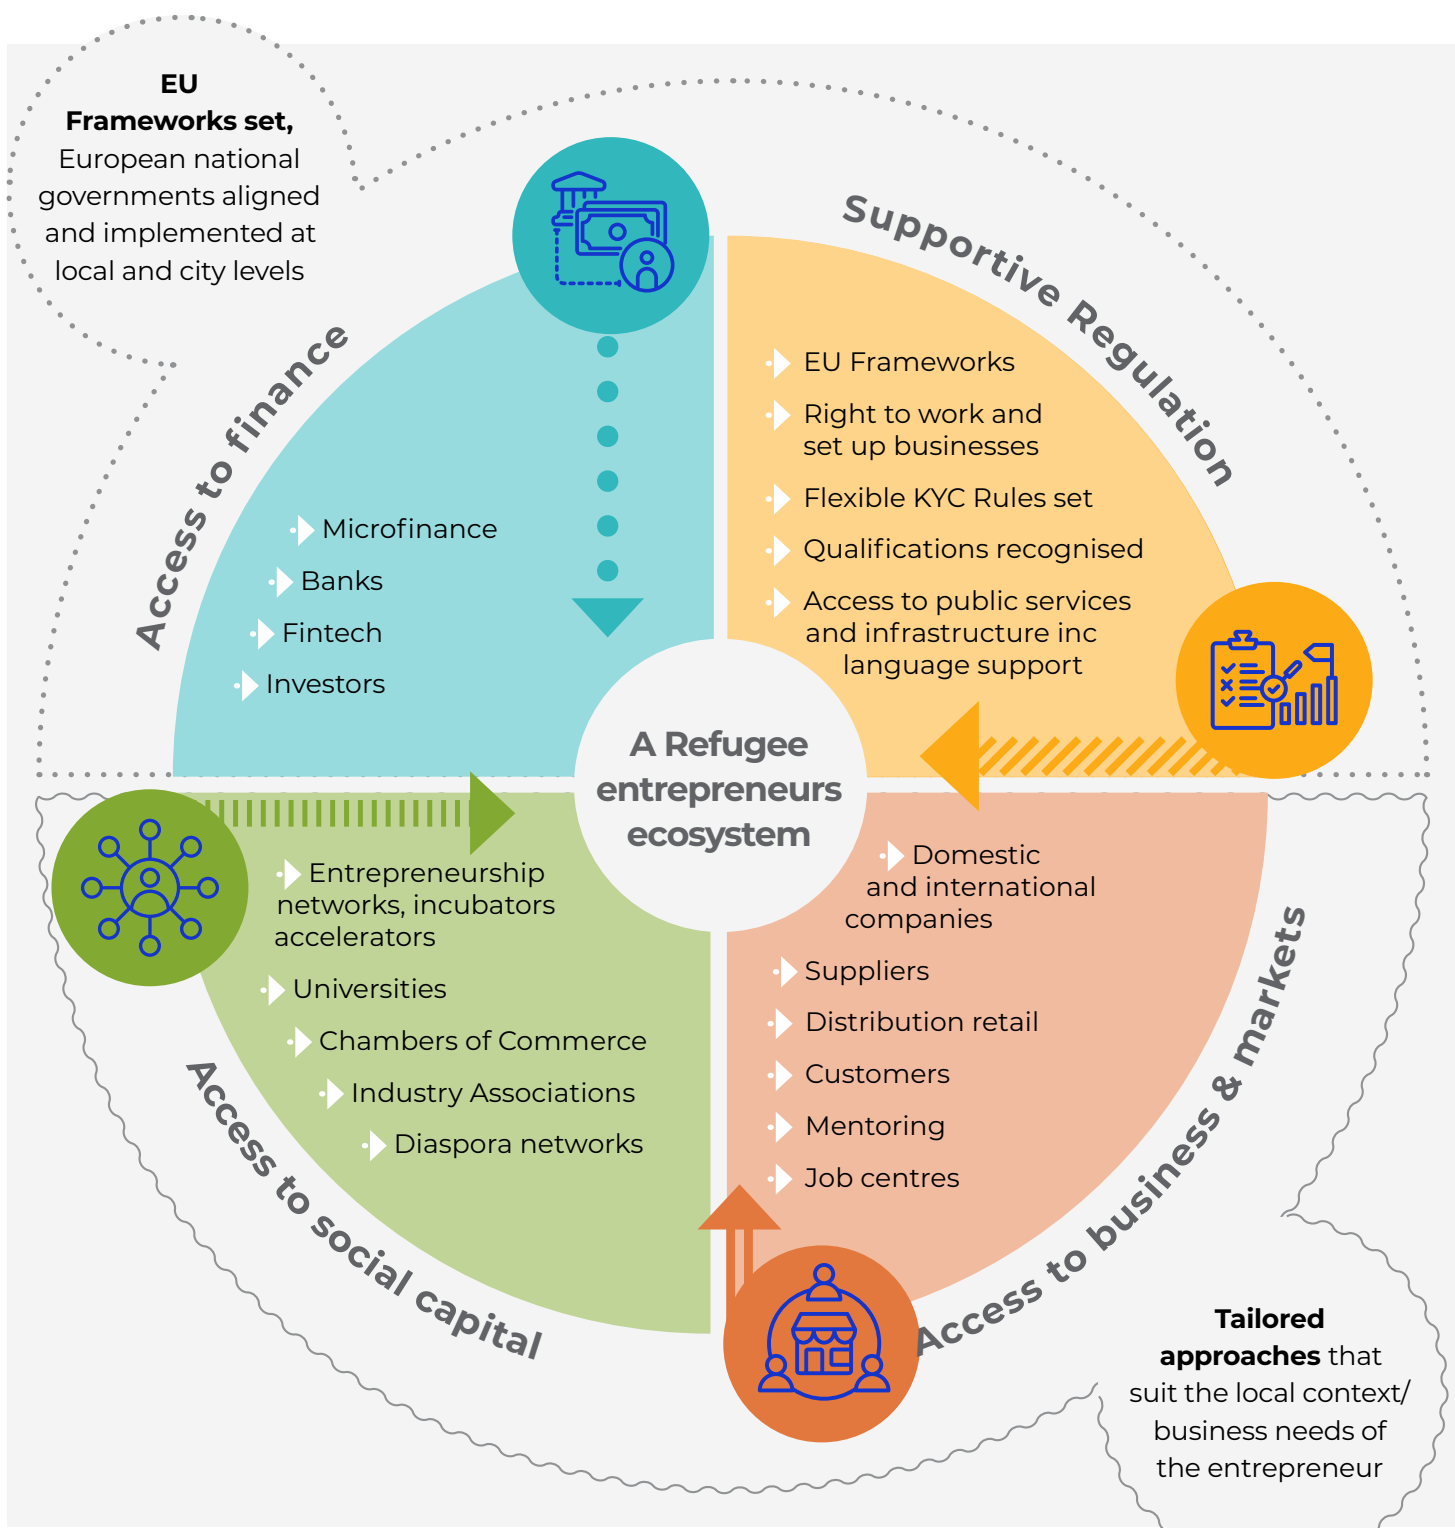 EU
Frameworks set,
European national
governments aligned
and implemented at
local and city levels
Access to finance
Microfinance
Banks
Fintech
Investors
Supportive Regulation
EU Frameworks
Right to work and
set up businesses
Flexible KYC Rules set
Qualifications recognised
Access to public services
and infrastructure inc
language support
A Refugee
entrepreneurs
ecosystem
Entrepreneurship
networks, incubators
accelerators
Universities
Chambers of Commerce
Industry Associations
Diaspora networks
Access to social capital
Domestic
and international
companies
Suppliers
Distribution retail
Customers
Mentoring
Job centres
Access to business & markets
Tailored
approaches that
suit the local context/
business needs of
the entrepreneur